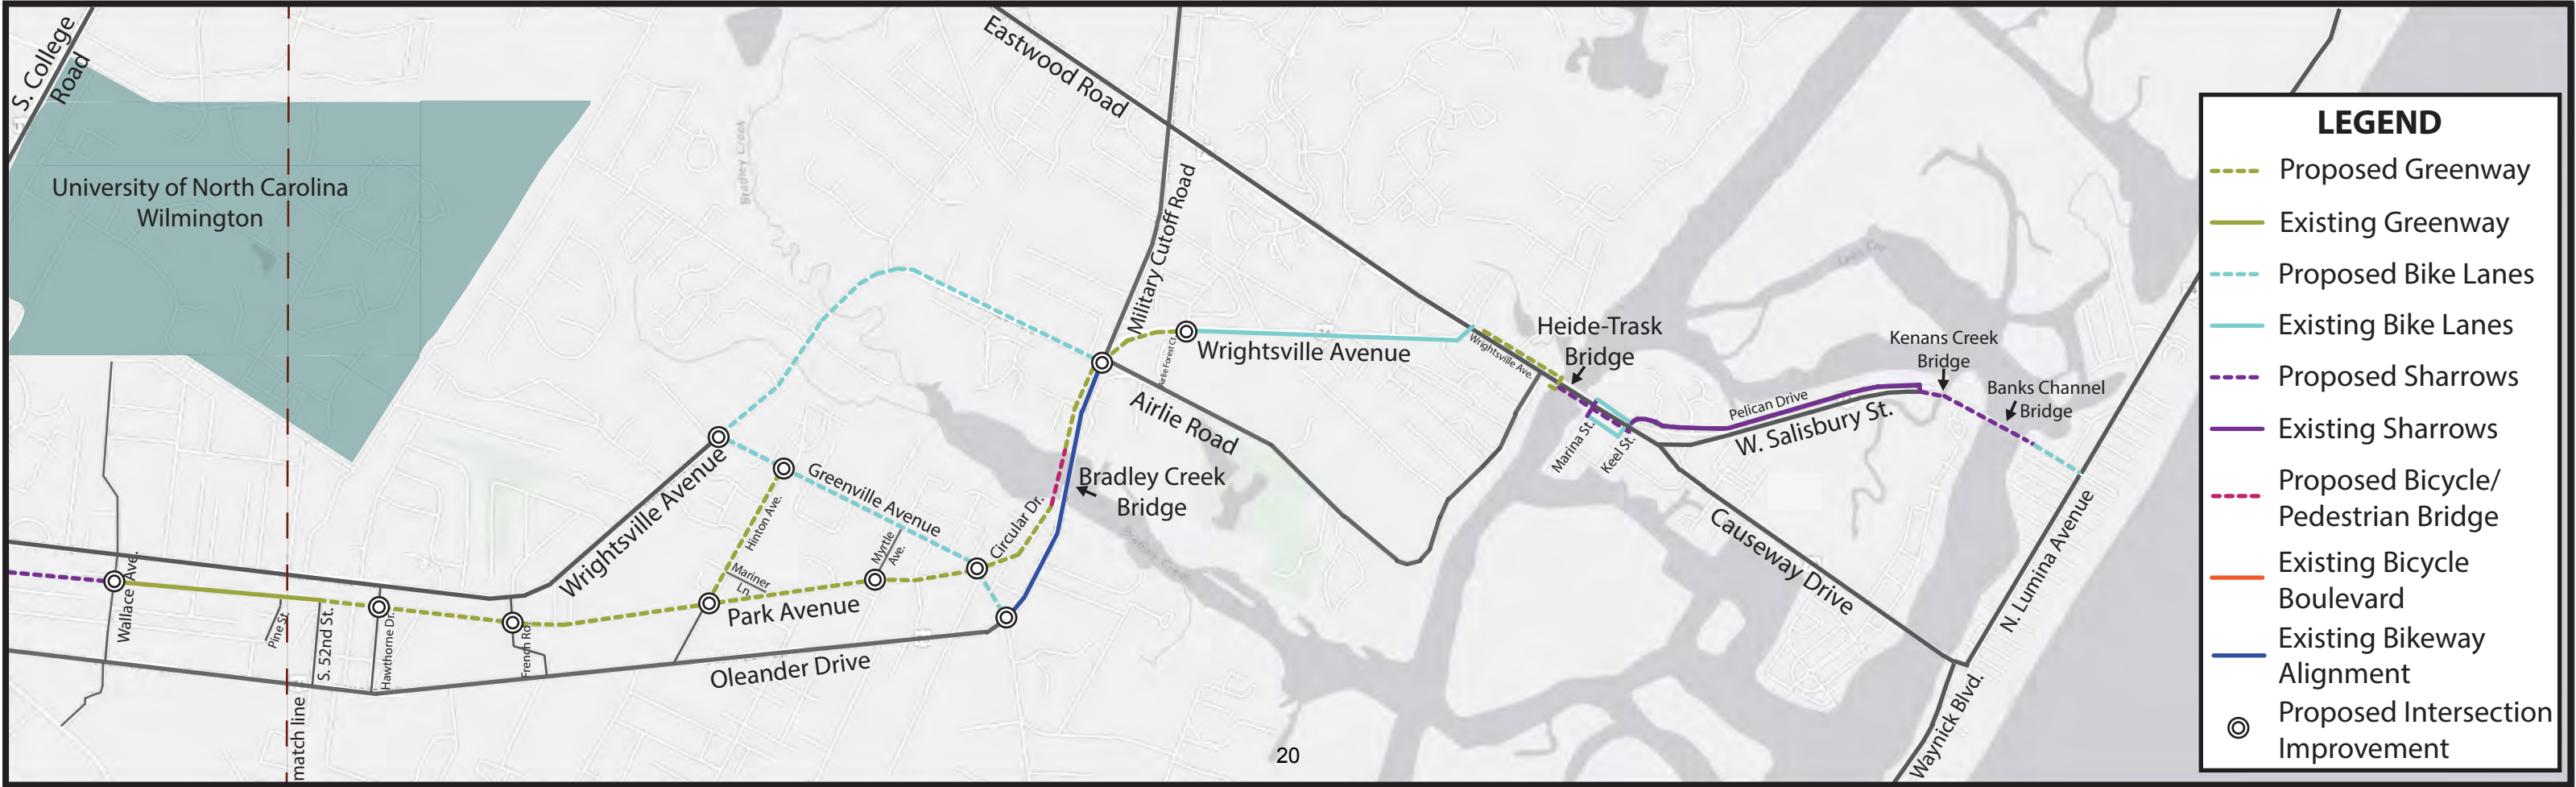 S. College
Road
University of North Carolina
Wilmington
Bradley Creek
Eastwood Road
Military Cutoff Road
Airlie Forest Ct.
Wrightsville Avenue
Airlie Road
Wrightsville Ave.
Heide-Trask
Bridge
Marina St.
Keel St.
Pelican Drive
W. Salisbury St.
Kenans Creek
Bridge
Banks Channel
Bridge
Causeway Drive
N. Lumina Avenue
Waynick Blvd.
Wrightsville Avenue
Greenville Avenue
Hinton Ave.
Myrtle
Ave.
Mariner
Ln
Circular Dr.
Bradley Creek
Bridge
Park Avenue
Oleander Drive
Wallace Ave.
Pine St.
S. 52nd St.
Hawthorne Dr.
French Rd.
match line
20
LEGEND
Proposed Greenway
Existing Greenway
Proposed Bike Lanes
Existing Bike Lanes
Proposed Sharrows
Existing Sharrows
Proposed Bicycle/
Pedestrian Bridge
Existing Bicycle
Boulevard
Existing Bikeway
Alignment
Proposed Intersection
Improvement